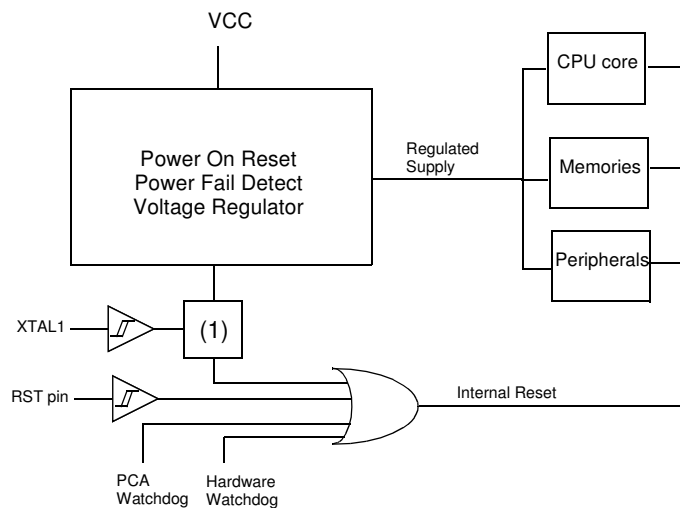 VCC
CPU core
Power On Reset
Power Fail Detect
Voltage Regulator
Regulated
Supply
Memories
Peripherals
XTAL1
(1)
RST pin
Internal Reset
PCA
Watchdog
Hardware
Watchdog